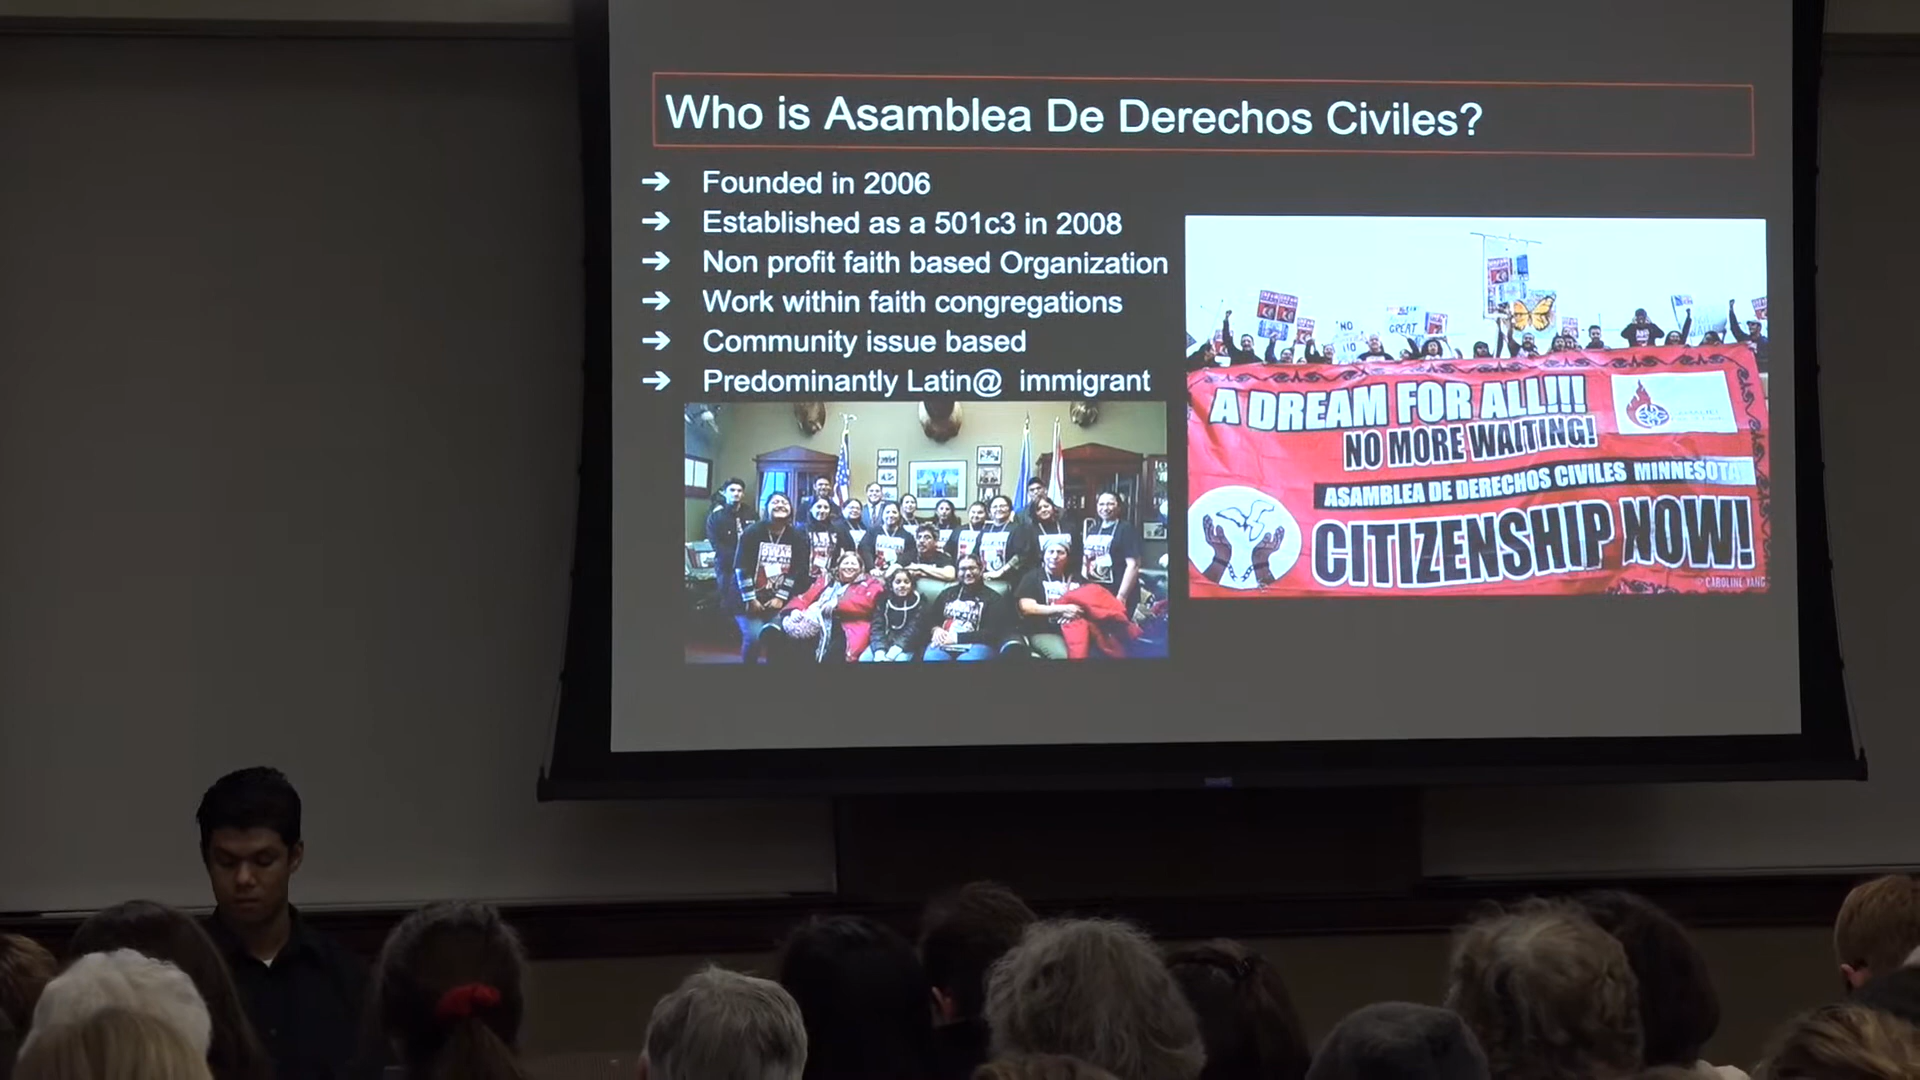 Who is Asamblea De Derechos Civiles?
➔ Founded in 2006
➔ Established as a 501c3 in 2008
➔ Non profit faith based Organization
➔ Work within faith congregations
➔ Community issue based
➔ Predominantly Latin@ immigrant
NO
GREAT
A DREAM FOR ALL!!!
NO MORE WAITING!
ASAMBLEA DE DERECHOS CIVILES MINNESOTA
CITIZENSHIP NOW!
© CAROLINE YANG